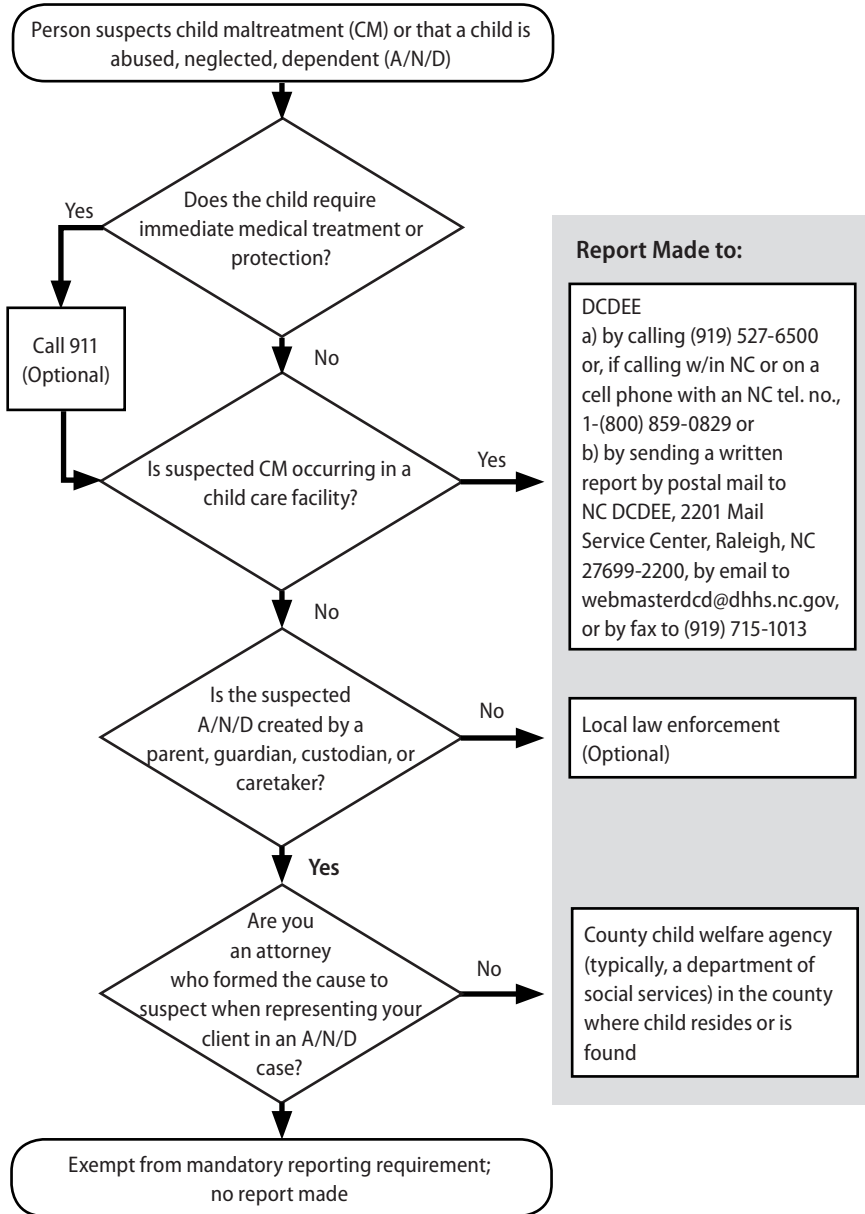 Person suspects child maltreatment (CM) or that a child is
abused, neglected, dependent (A/N/D)
Does the child require
immediate medical treatment or
protection?
Yes
Call 911
(Optional)
No
Is suspected CM occurring in a
child care facility?
Yes
Report Made to:
DCDEE
a) by calling (919) 527-6500
or, if calling w/in NC or on a
cell phone with an NC tel. no.,
1-(800) 859-0829 or
b) by sending a written
report by postal mail to
NC DCDEE, 2201 Mail
Service Center, Raleigh, NC
27699-2200, by email to
webmasterdcd@dhhs.nc.gov,
or by fax to (919) 715-1013
No
Is the suspected
A/N/D created by a
parent, guardian, custodian, or
caretaker?
No
Local law enforcement
(Optional)
Yes
Are you
an attorney
who formed the cause to
suspect when representing your
client in an A/N/D
case?
No
County child welfare agency
(typically, a department of
social services) in the county
where child resides or is
found
Exempt from mandatory reporting requirement;
no report made